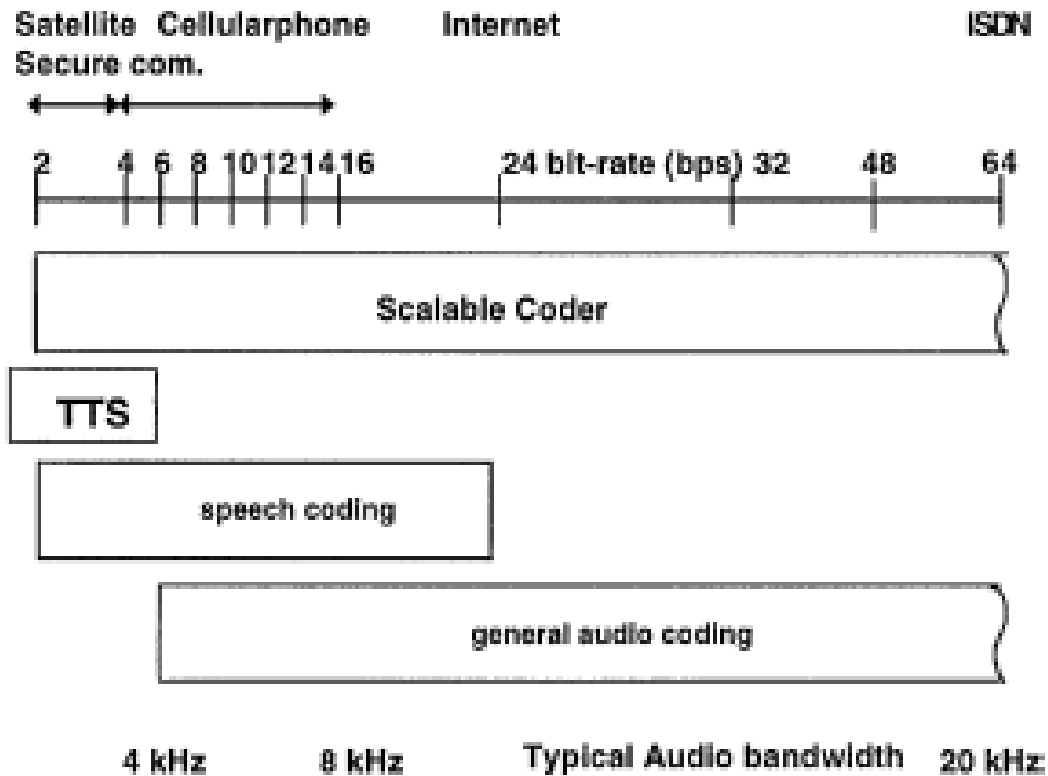 Satellite Cellularphone Internet ISDN
Secure com.
2 4 6 8 10 12 14 16 24 bit-rate (bps) 32 48 64
Scalable Coder
TTS
speech coding
general audio coding
4 kHz 8 kHz Typical Audio bandwidth 20 kHz